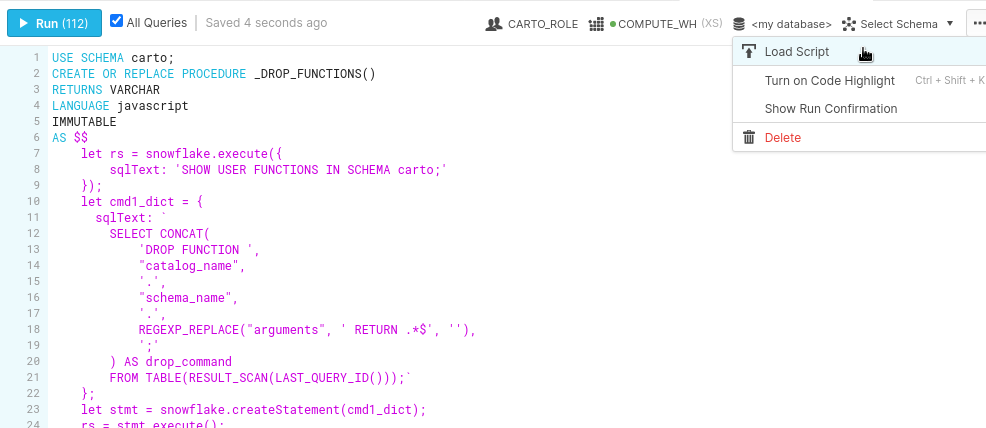 Run (112) All Queries Saved 4 seconds ago CARTO_ROLE COMPUTE_WH (XS) <my database> Select Schema
Load Script
Turn on Code Highlight Ctrl + Shift + K
Show Run Confirmation
Delete
1 USE SCHEMA carto;
2 CREATE OR REPLACE PROCEDURE _DROP_FUNCTIONS()
3 RETURNS VARCHAR
4 LANGUAGE javascript
5 IMMUTABLE
6 AS $$
7 let rs = snowflake.execute({
8 sqlText: 'SHOW USER FUNCTIONS IN SCHEMA carto;'
9 });
10 let cmd1_dict = {
11 sqlText: `
12 SELECT CONCAT(
13 'DROP FUNCTION ',
14 "catalog_name",
15 '.',
16 "schema_name",
17 '.',
18 REGEXP_REPLACE("arguments", ' RETURN .*$', ''),
19 ';'
20 ) AS drop_command
21 FROM TABLE(RESULT_SCAN(LAST_QUERY_ID()));`
22 };
23 let stmt = snowflake.createStatement(cmd1_dict);
24 rs = stmt.execute();